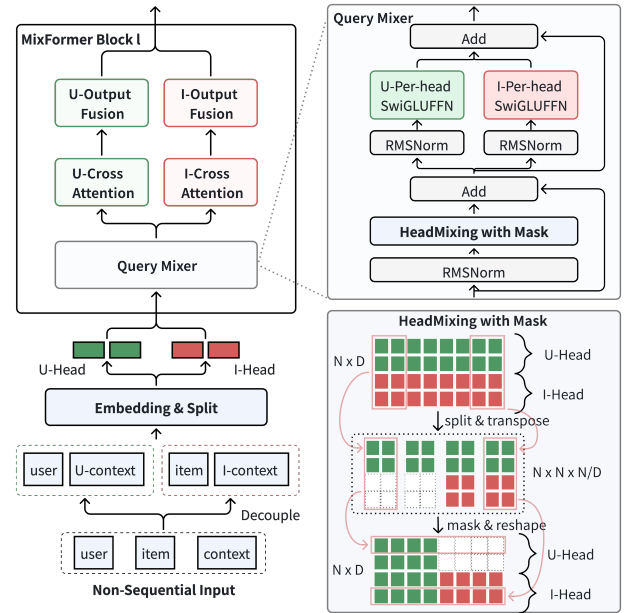 MixFormer Block l
U-Output
Fusion
I-Output
Fusion
U-Cross
Attention
I-Cross
Attention
Query Mixer
U-Head
I-Head
Embedding & Split
user
U-context
item
I-context
Decouple
user
item
context
Non-Sequential Input
Query Mixer
Add
U-Per-head
SwiGLUFFN
I-Per-head
SwiGLUFFN
RMSNorm
RMSNorm
Add
HeadMixing with Mask
RMSNorm
HeadMixing with Mask
N x D
U-Head
I-Head
split & transpose
N x N x N/D
mask & reshape
N x D
U-Head
I-Head